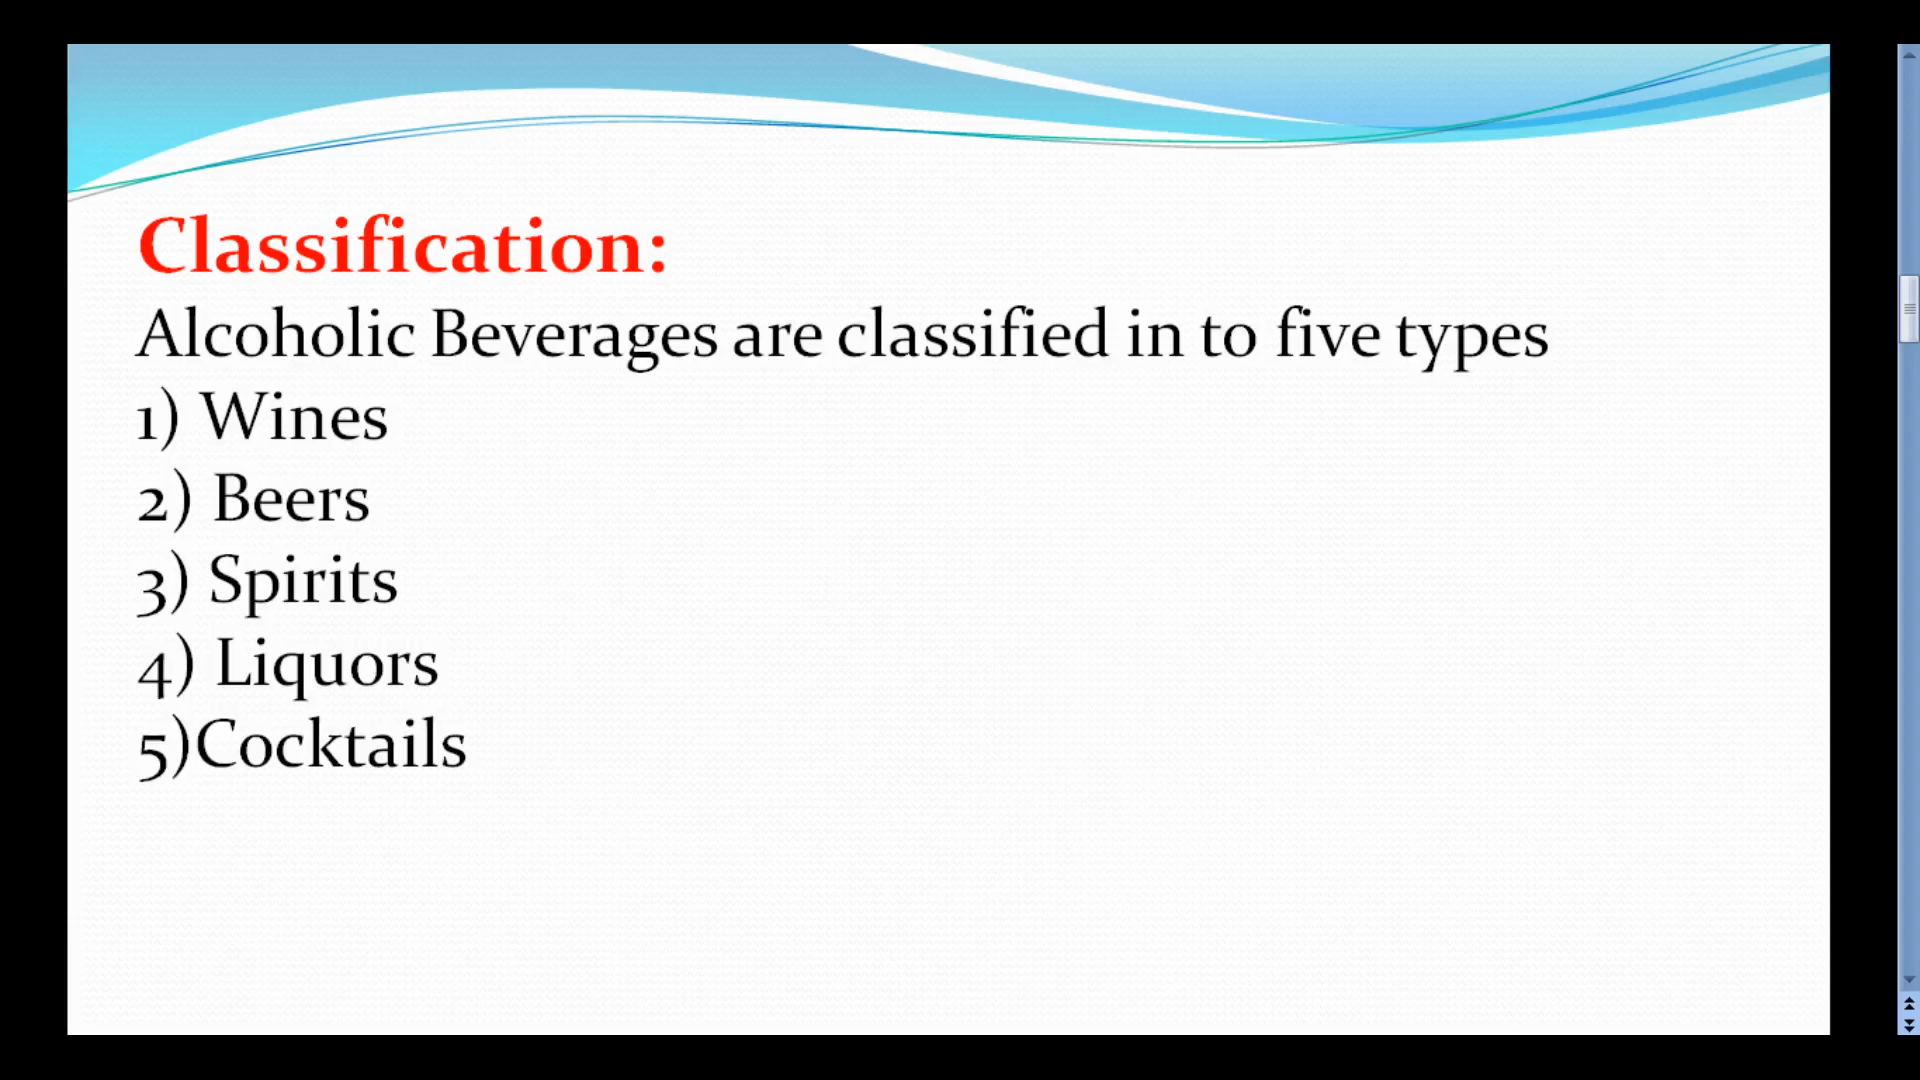 Classification:
Alcoholic Beverages are classified in to five types
1) Wines
2) Beers
3) Spirits
4) Liquors
5)Cocktails